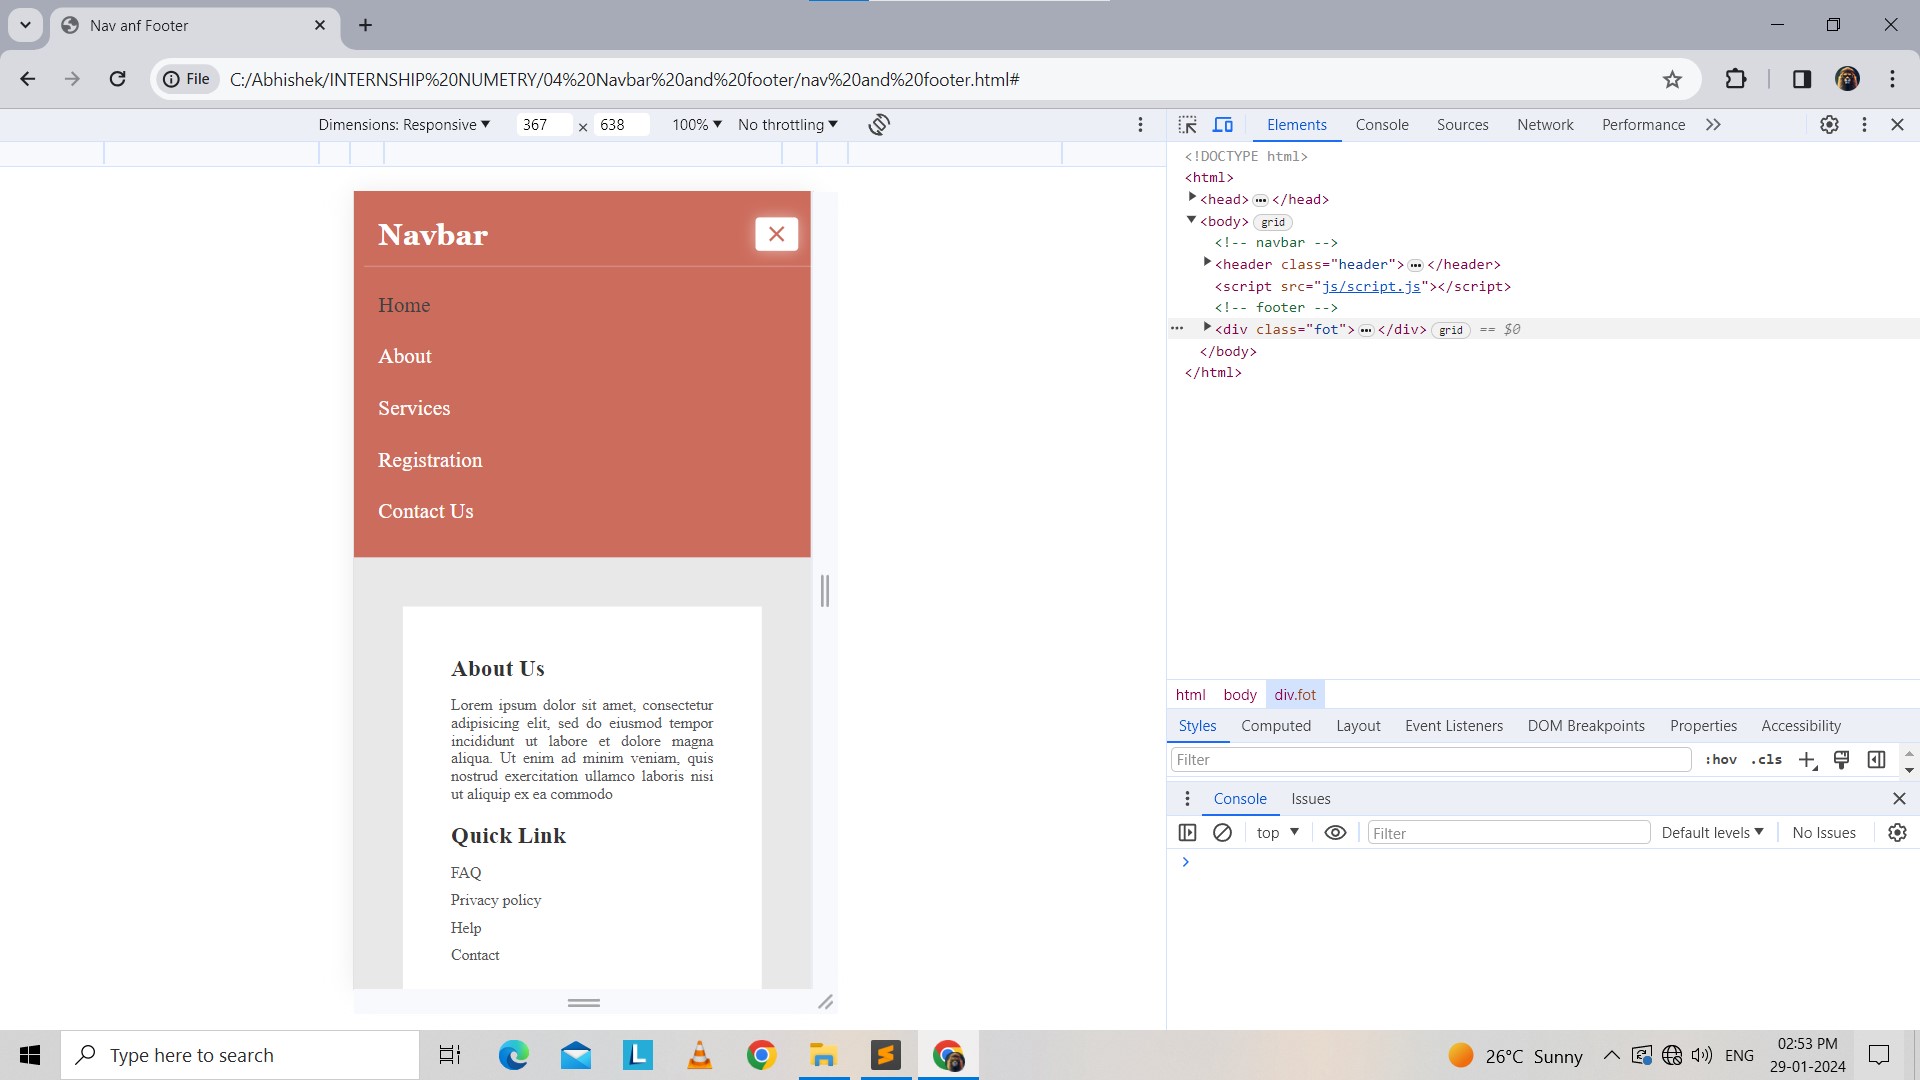 Nav anf Footer
File
C:/Abhishek/INTERNSHIP%20NUMETRY/04%20Navbar%20and%20footer/nav%20and%20footer.html#
Dimensions: Responsive 367 × 638 100% No throttling
Navbar
Home
About
Services
Registration
Contact Us
About Us
Lorem ipsum dolor sit amet, consectetur
adipisicing elit, sed do eiusmod tempor
incididunt ut labore et dolore magna
aliqua. Ut enim ad minim veniam, quis
nostrud exercitation ullamco laboris nisi
ut aliquip ex ea commodo
Quick Link
FAQ
Privacy policy
Help
Contact
Elements Console Sources Network Performance
<!DOCTYPE html>
<html>
<head>…</head>
<body> grid
<!-- navbar -->
<header class="header">…</header>
<script src="js/script.js"></script>
<!-- footer -->
<div class="fot">…</div> grid == $0
</body>
</html>
html body div.fot
Styles Computed Layout Event Listeners DOM Breakpoints Properties Accessibility
Filter :hov .cls
Console Issues
top Filter Default levels No Issues
Type here to search
26°C Sunny ENG
02:53 PM
29-01-2024